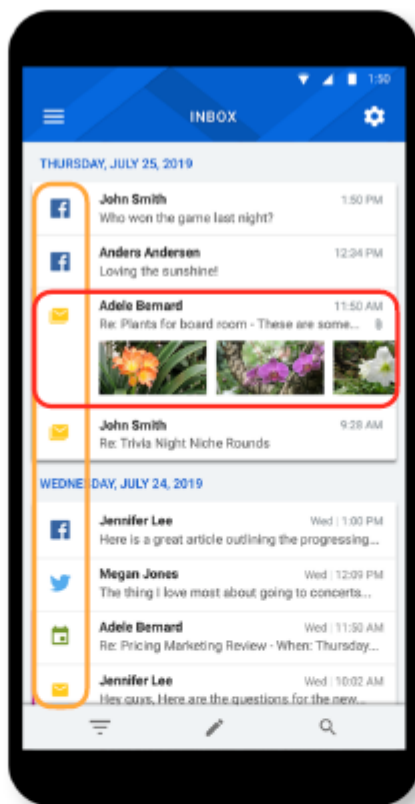 1:50
INBOX
THURSDAY, JULY 25, 2019
John Smith 1:50 PM
Who won the game last night?
Anders Andersen 12:34 PM
Loving the sunshine!
Adele Bernard 11:50 AM
Re: Plants for board room - These are some...
John Smith 9:28 AM
Re: Trivia Night Niche Rounds
WEDNESDAY, JULY 24, 2019
Jennifer Lee Wed | 1:00 PM
Here is a great article outlining the progressing...
Megan Jones Wed | 12:09 PM
The thing I love most about going to concerts...
Adele Bernard Wed | 11:50 AM
Re: Pricing Marketing Review - When: Thursday...
Jennifer Lee Wed | 10:02 AM
Hey guys, Here are the questions for the new...